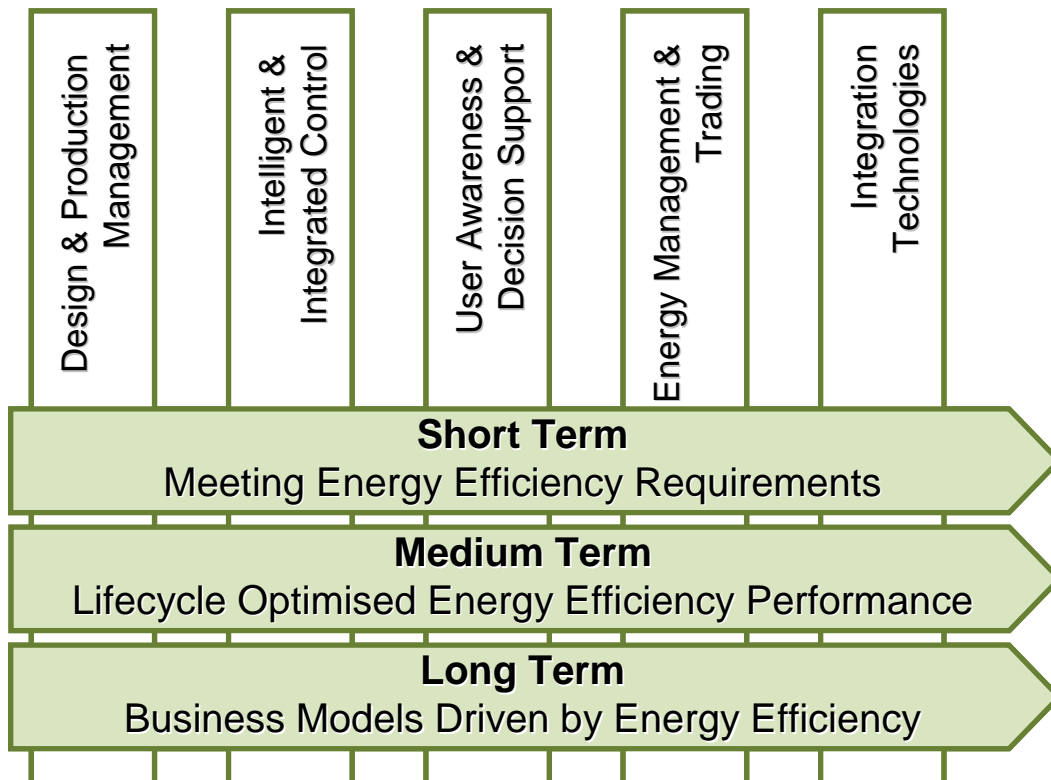 Design & Production
Management
Intelligent &
Integrated Control
User Awareness &
Decision Support
Energy Management &
Trading
Integration
Technologies
Short Term
Meeting Energy Efficiency Requirements
Medium Term
Lifecycle Optimised Energy Efficiency Performance
Long Term
Business Models Driven by Energy Efficiency